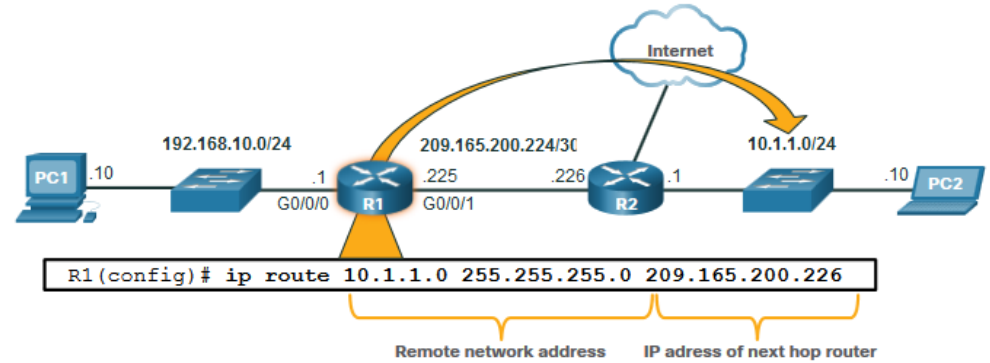 Internet
192.168.10.0/24
209.165.200.224/30
10.1.1.0/24
PC1
.10
.1
G0/0/0
R1
.225
G0/0/1
.226
R2
.1
.10
PC2
R1(config)# ip route 10.1.1.0 255.255.255.0 209.165.200.226
Remote network address
IP adress of next hop router